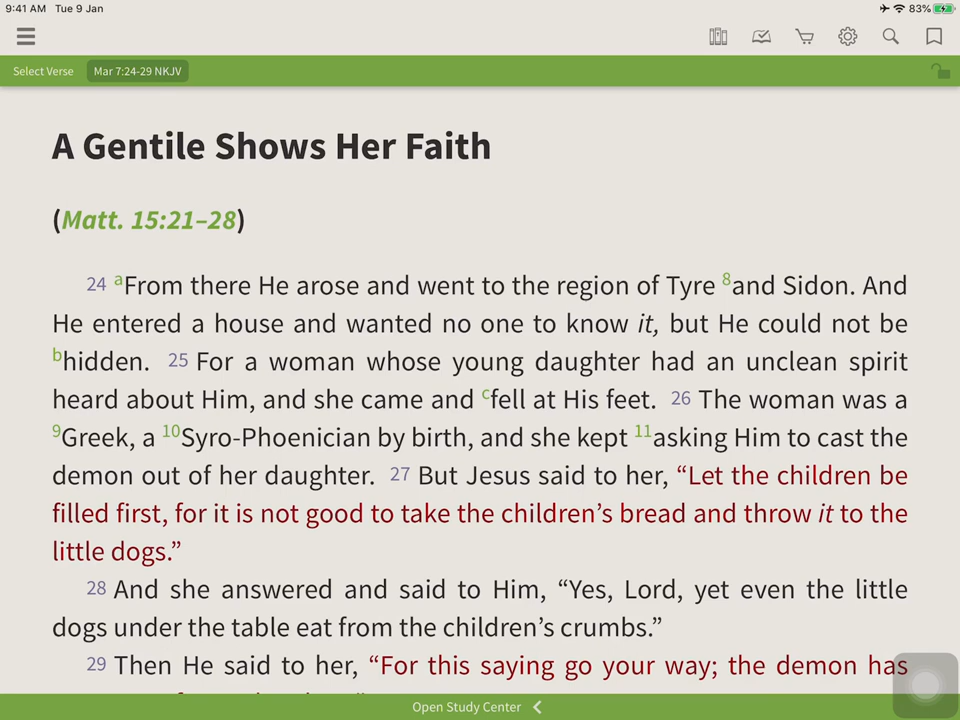 9:41 AM Tue 9 Jan 83%
Select Verse Mar 7:24-29 NKJV
A Gentile Shows Her Faith
(Matt. 15:21–28)
24 aFrom there He arose and went to the region of Tyre 8and Sidon. And
He entered a house and wanted no one to know it, but He could not be
bhidden. 25 For a woman whose young daughter had an unclean spirit
heard about Him, and she came and cfell at His feet. 26 The woman was a
9Greek, a 10Syro-Phoenician by birth, and she kept 11asking Him to cast the
demon out of her daughter. 27 But Jesus said to her, “Let the children be
filled first, for it is not good to take the children’s bread and throw it to the
little dogs.”
28 And she answered and said to Him, “Yes, Lord, yet even the little
dogs under the table eat from the children’s crumbs.”
29 Then He said to her, “For this saying go your way; the demon has
Open Study Center